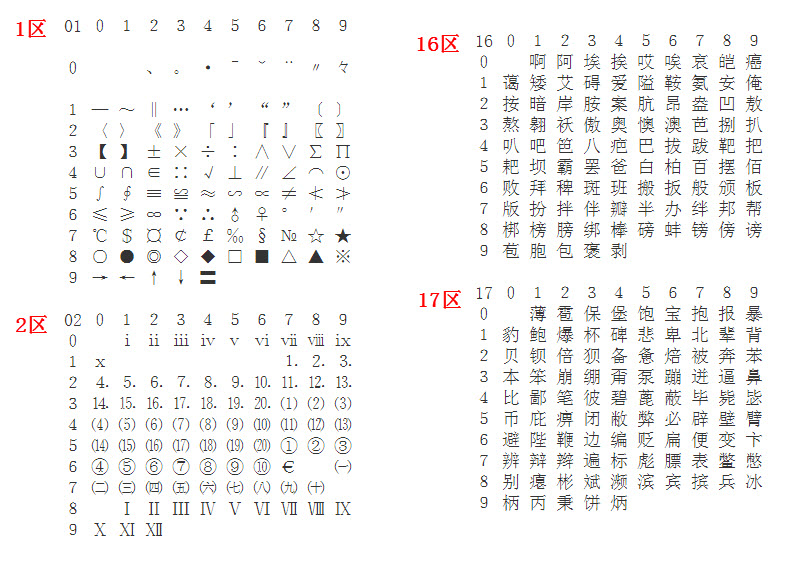 1区 01 0 1 2 3 4 5 6 7 8 9
0 、 。 · ˉ ˇ ¨ 〃 々
1 — ～ ‖ … ‘ ’ “ ” 〔 〕
2 〈 〉 《 》 「 」 『 』 〖 〗
3 【 】 ± × ÷ ∶ ∧ ∨ ∑ ∏
4 ∪ ∩ ∈ ∷ √ ⊥ ∥ ∠ ⌒ ⊙
5 ∫ ∮ ≡ ≌ ≈ ∽ ∝ ≠ ≮ ≯
6 ≤ ≥ ∞ ∵ ∴ ♂ ♀ ° ′ ″
7 ℃ $ ¤ ￠ ￡ ‰ § № ☆ ★
8 ○ ● ◎ ◇ ◆ □ ■ △ ▲ ※
9 → ← ↑ ↓ 〓
2区 02 0 1 2 3 4 5 6 7 8 9
0 ⅰ ⅱ ⅲ ⅳ ⅴ ⅵ ⅶ ⅷ ⅸ
1 ⅹ ⒈ ⒉ ⒊
2 ⒋ ⒌ ⒍ ⒎ ⒏ ⒐ ⒑ ⒒ ⒓ ⒔
3 ⒕ ⒖ ⒗ ⒘ ⒙ ⒚ ⒛ ⑴ ⑵ ⑶
4 ⑷ ⑸ ⑹ ⑺ ⑻ ⑼ ⑽ ⑾ ⑿ ⒀
5 ⒁ ⒂ ⒃ ⒄ ⒅ ⒆ ⒇ ① ② ③
6 ④ ⑤ ⑥ ⑦ ⑧ ⑨ ⑩ € ㈠
7 ㈡ ㈢ ㈣ ㈤ ㈥ ㈦ ㈧ ㈨ ㈩
8 Ⅰ Ⅱ Ⅲ Ⅳ Ⅴ Ⅵ Ⅶ Ⅷ Ⅸ
9 Ⅹ Ⅺ Ⅻ
16区 16 0 1 2 3 4 5 6 7 8 9
0 啊 阿 埃 挨 哎 唉 哀 皑 癌
1 蔼 矮 艾 碍 爱 隘 鞍 氨 安 俺
2 按 暗 岸 胺 案 肮 昂 盎 凹 敖
3 熬 翱 袄 傲 奥 懊 澳 芭 捌 扒
4 叭 吧 笆 八 疤 巴 拔 跋 靶 把
5 耙 坝 霸 罢 爸 白 柏 百 摆 佰
6 败 拜 稗 斑 班 搬 扳 般 颁 板
7 版 扮 拌 伴 瓣 半 办 绊 邦 帮
8 梆 榜 膀 绑 棒 磅 蚌 镑 傍 谤
9 苞 胞 包 褒 剥
17区 17 0 1 2 3 4 5 6 7 8 9
0 薄 雹 保 堡 饱 宝 抱 报 暴
1 豹 鲍 爆 杯 碑 悲 卑 北 辈 背
2 贝 钡 倍 狈 备 惫 焙 被 奔 苯
3 本 笨 崩 绷 甭 泵 蹦 迸 逼 鼻
4 比 鄙 笔 彼 碧 蓖 蔽 毕 毙 毖
5 币 庇 痹 闭 敝 弊 必 辟 壁 臂
6 避 陛 鞭 边 编 贬 扁 便 变 卞
7 辨 辩 辫 遍 标 彪 膘 表 鳖 憋
8 别 瘪 彬 斌 濒 滨 宾 摈 兵 冰
9 柄 丙 秉 饼 炳